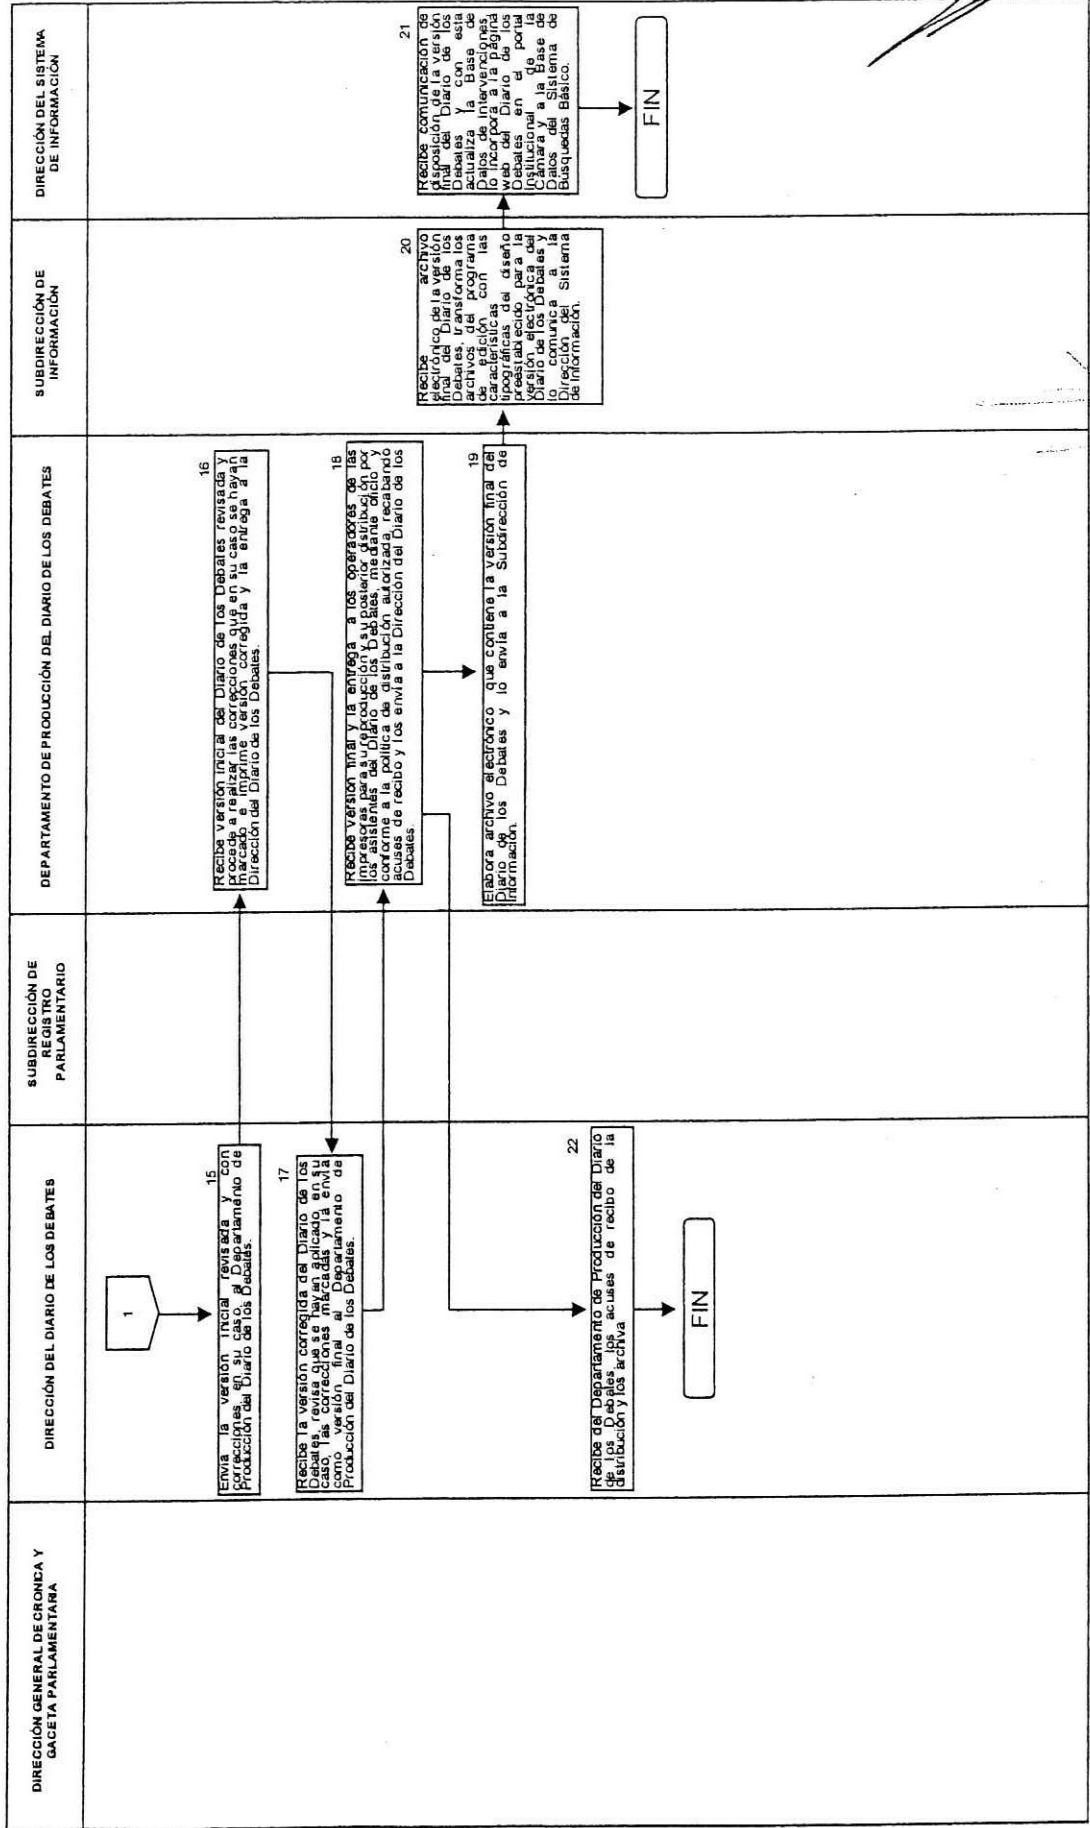 DIRECCIÓN GENERAL DE CRONICA Y
GACETA PARLAMENTARIA
DIRECCIÓN DEL DIARIO DE LOS DEBATES
SUBDIRECCIÓN DE
REGISTRO
PARLAMENTARIO
DEPARTAMENTO DE PRODUCCIÓN DEL DIARIO DE LOS DEBATES
SUBDIRECCIÓN DE
INFORMACIÓN
DIRECCIÓN DEL SISTEMA
DE INFORMACIÓN
1
15
Envía la versión inicial revisada y con
correcciones, en su caso, al Departamento de
Producción del Diario de los Debates.
16
Recibe versión inicial del Diario de los Debates revisada y
procede a realizar las correcciones que en su caso se hayan
marcado e imprime versión corregida y la entrega a la
Dirección del Diario de los Debates.
17
Recibe la versión corregida del Diario de los
Debates, revisa que se hayan aplicado, en su
caso, las correcciones marcadas y la envía
como versión final al Departamento de
Producción del Diario de los Debates.
18
Recibe versión final y la entrega a los operadores de las
impresoras para su reproducción y su posterior distribución por
los asistentes del Diario de los Debates, mediante oficio y
conforme a la política de distribución autorizada, recabando
acuses de recibo y los envía a la Dirección del Diario de los
Debates.
19
Elabora archivo electrónico que contiene la versión final del
Diario de los Debates y lo envía a la Subdirección de
Información.
20
Recibe archivo
electrónico de la versión
final del Diario de los
Debates, transforma los
archivos del programa
de edición con las
características
tipográficas del diseño
preestablecido para la
versión electrónica del
Diario de los Debates y
lo comunica a la
Dirección del Sistema
de Información.
21
Recibe comunicación de
disposición de la versión
final del Diario de los
Debates y con esta
actualiza la Base de
Datos de Intervenciones,
lo incorpora a la página
web del Diario de los
Debates en el portal
Institucional de la
Cámara y a la Base de
Datos del Sistema de
Búsquedas Básico.
FIN
22
Recibe del Departamento de Producción del Diario
de los Debates, los acuses de recibo de la
distribución y los archiva
FIN